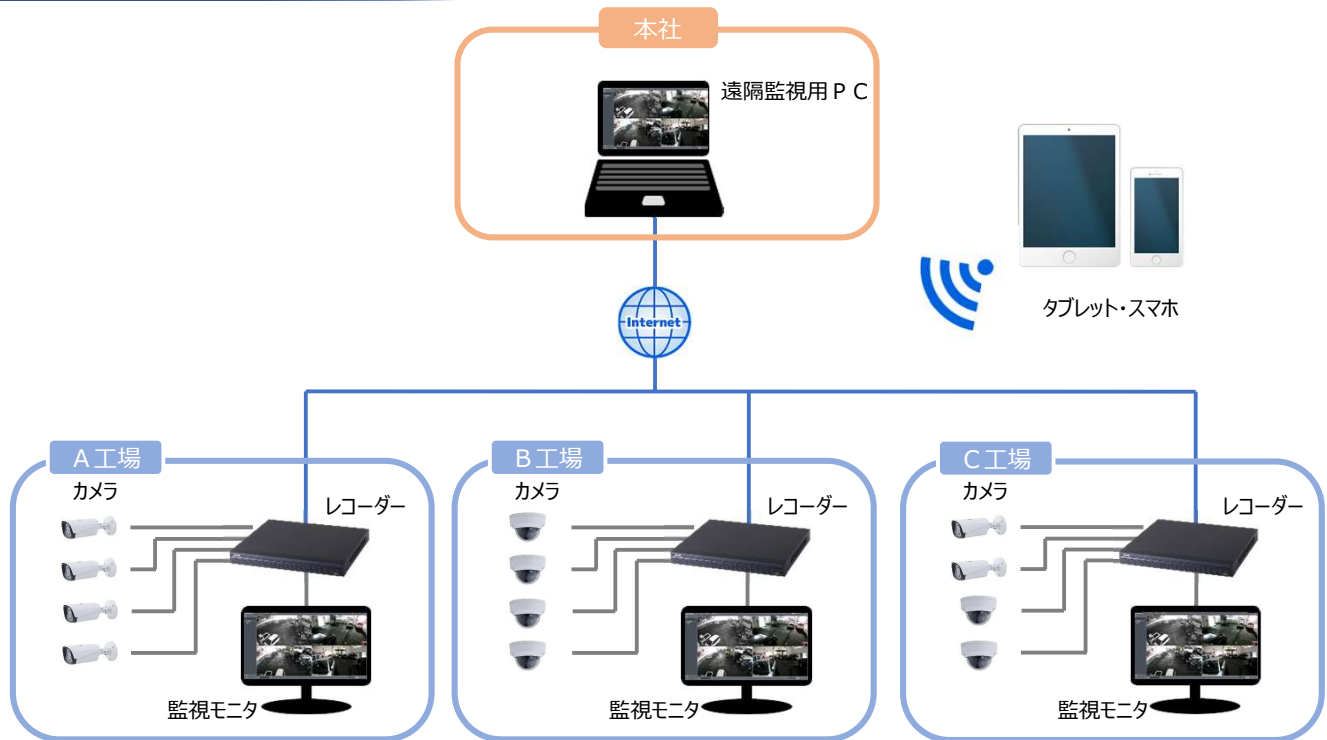 本社
遠隔監視用ＰＣ
Internet
タブレット・スマホ
Ａ工場
カメラ
レコーダー
監視モニタ
Ｂ工場
カメラ
レコーダー
監視モニタ
Ｃ工場
カメラ
レコーダー
監視モニタ